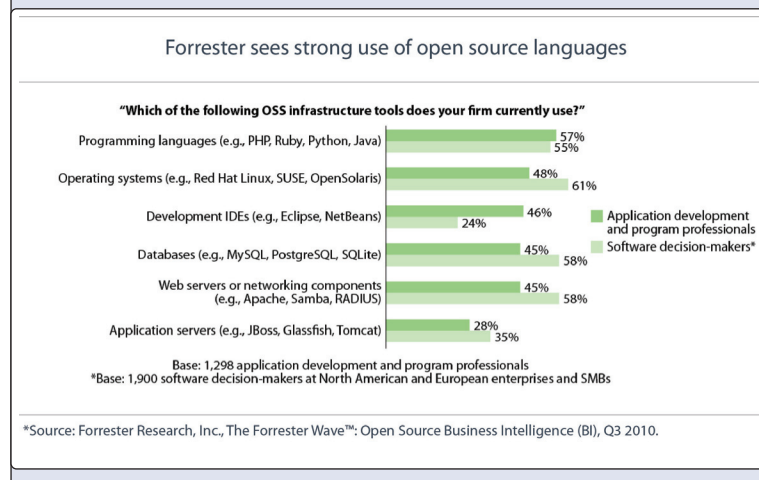 Forrester sees strong use of open source languages
“Which of the following OSS infrastructure tools does your firm currently use?”
Programming languages (e.g., PHP, Ruby, Python, Java)
57%
55%
Operating systems (e.g., Red Hat Linux, SUSE, OpenSolaris)
48%
61%
Development IDEs (e.g., Eclipse, NetBeans)
46%
24%
Application development
and program professionals
Software decision-makers*
Databases (e.g., MySQL, PostgreSQL, SQLite)
45%
58%
Web servers or networking components
(e.g., Apache, Samba, RADIUS)
45%
58%
Application servers (e.g., JBoss, Glassfish, Tomcat)
28%
35%
Base: 1,298 application development and program professionals
*Base: 1,900 software decision-makers at North American and European enterprises and SMBs
*Source: Forrester Research, Inc., The Forrester Wave™: Open Source Business Intelligence (BI), Q3 2010.